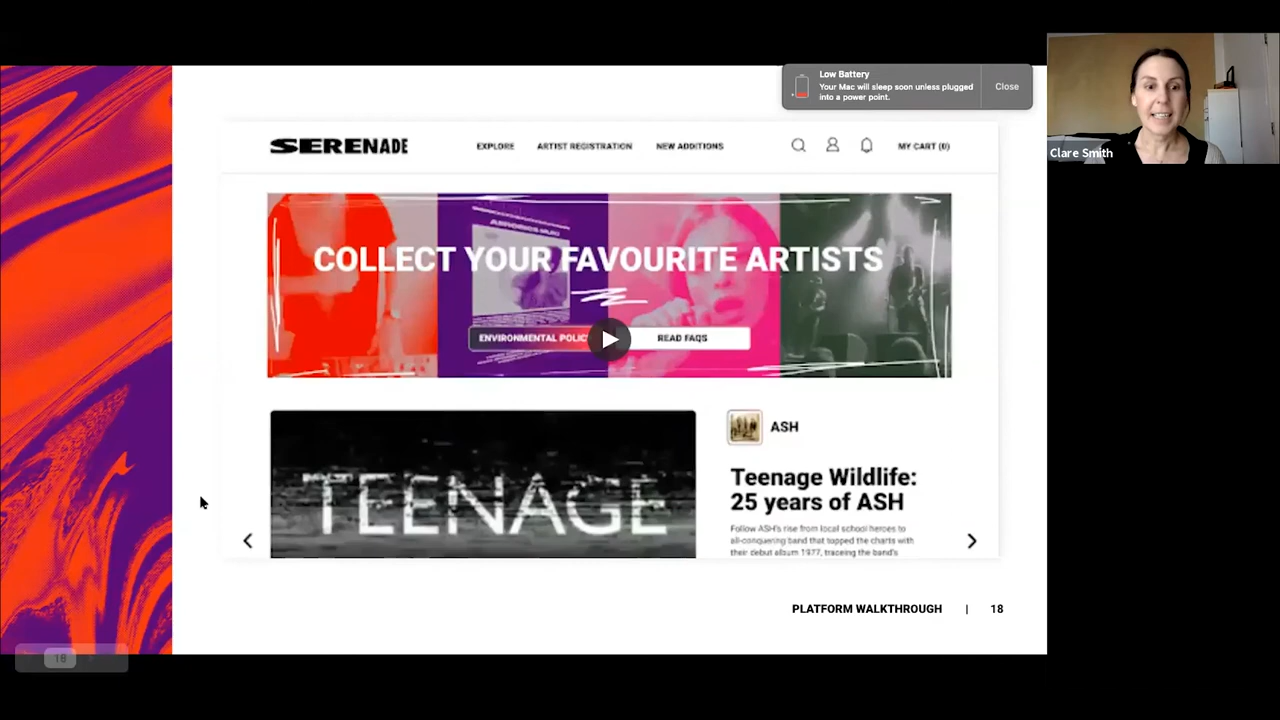 Low Battery
Your Mac will sleep soon unless plugged
into a power point.
Close
Clare Smith
SERENADE
EXPLORE
ARTIST REGISTRATION
NEW ADDITIONS
MY CART (0)
COLLECT YOUR FAVOURITE ARTISTS
ENVIRONMENTAL POLIC
READ FAQS
TEENAGE
ASH
Teenage Wildlife:
25 years of ASH
Follow ASH's rise from local school heroes to
all-conquering band that topped the charts with
their debut album 1977, tracing the band's
PLATFORM WALKTHROUGH | 18
18